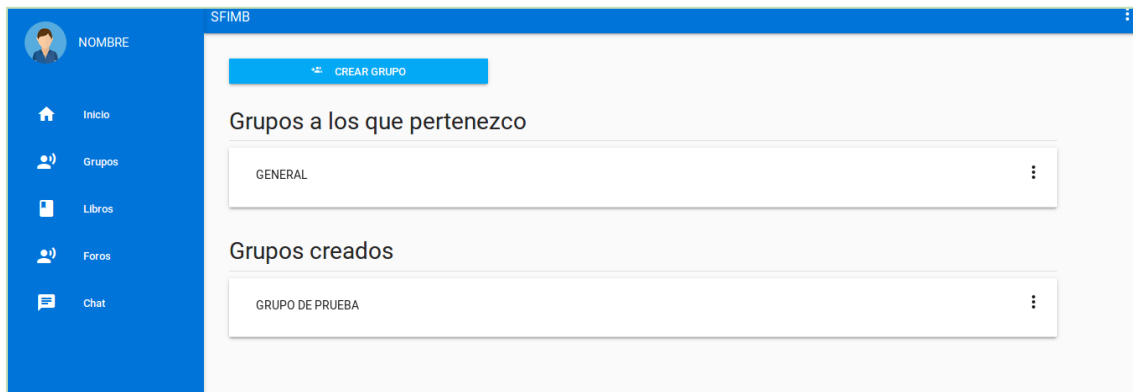 NOMBRE
Inicio
Grupos
Libros
Foros
Chat
SFIMB
CREAR GRUPO
Grupos a los que pertenezco
GENERAL
Grupos creados
GRUPO DE PRUEBA